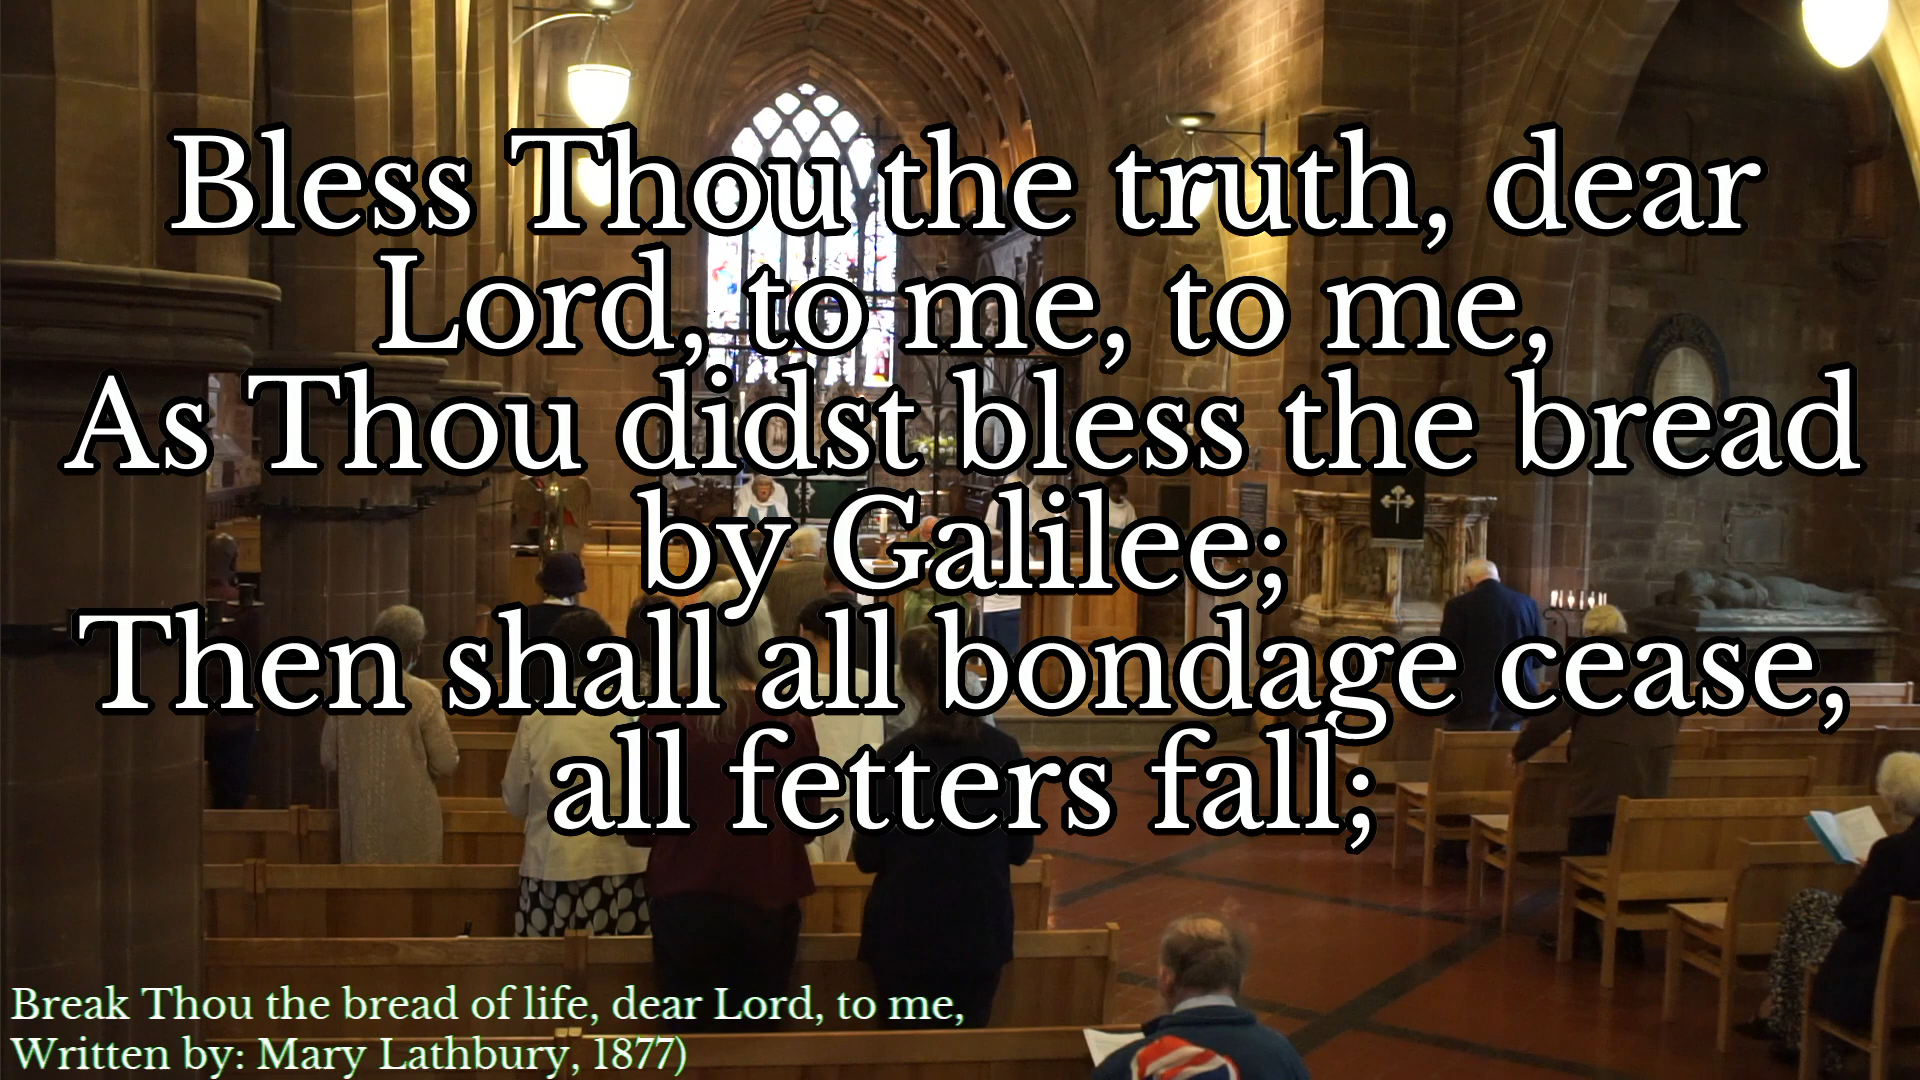 Bless Thou the truth, dear
Lord, to me, to me,
As Thou didst bless the bread
by Galilee;
Then shall all bondage cease,
all fetters fall;
Break Thou the bread of life, dear Lord, to me,
Written by: Mary Lathbury, 1877)